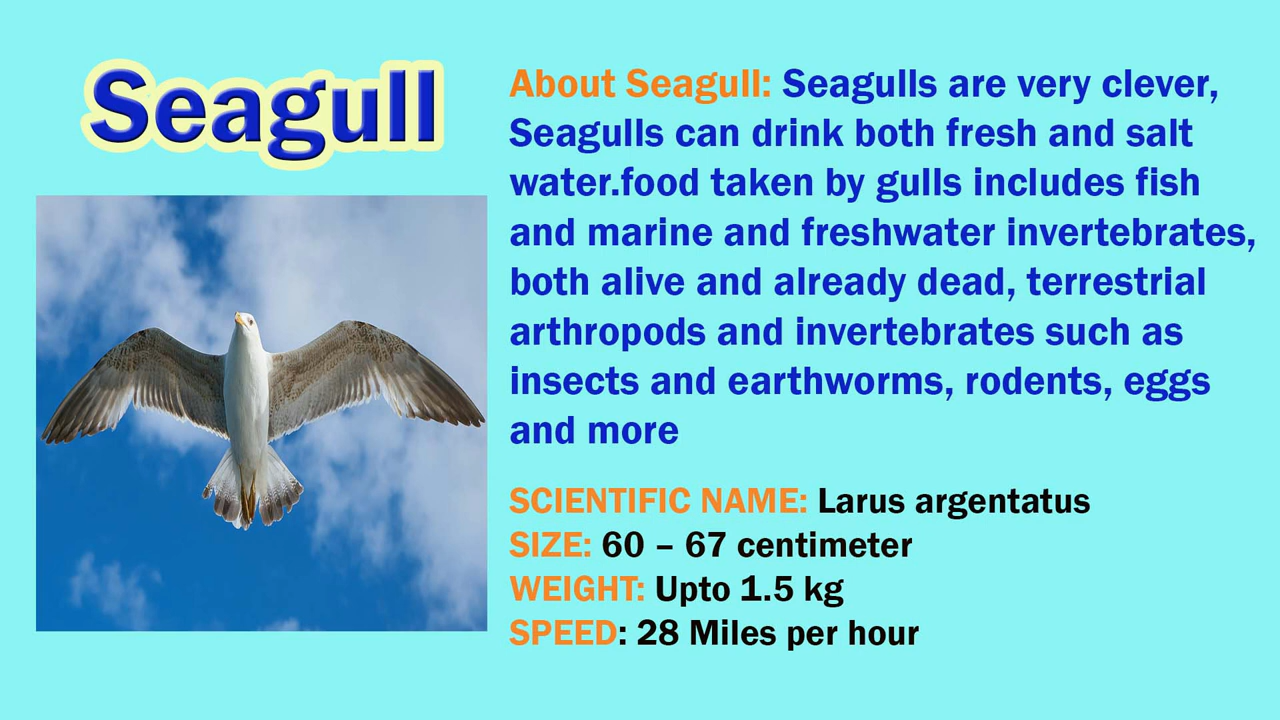 Seagull
About Seagull: Seagulls are very clever,
Seagulls can drink both fresh and salt
water.food taken by gulls includes fish
and marine and freshwater invertebrates,
both alive and already dead, terrestrial
arthropods and invertebrates such as
insects and earthworms, rodents, eggs
and more
SCIENTIFIC NAME: Larus argentatus
SIZE: 60 – 67 centimeter
WEIGHT: Upto 1.5 kg
SPEED: 28 Miles per hour